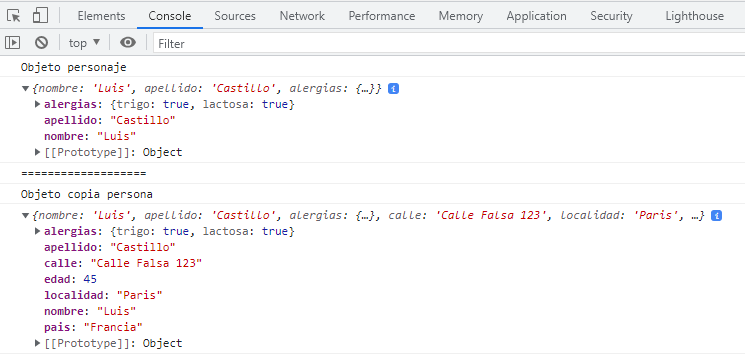 Elements Console Sources Network Performance Memory Application Security Lighthouse
top Filter
Objeto personaje
{nombre: 'Luis', apellido: 'Castillo', alergias: {…}}
alergias: {trigo: true, lactosa: true}
apellido: "Castillo"
nombre: "Luis"
[[Prototype]]: Object
===================
Objeto copia persona
{nombre: 'Luis', apellido: 'Castillo', alergias: {…}, calle: 'Calle Falsa 123', localidad: 'Paris', …}
alergias: {trigo: true, lactosa: true}
apellido: "Castillo"
calle: "Calle Falsa 123"
edad: 45
localidad: "Paris"
nombre: "Luis"
pais: "Francia"
[[Prototype]]: Object